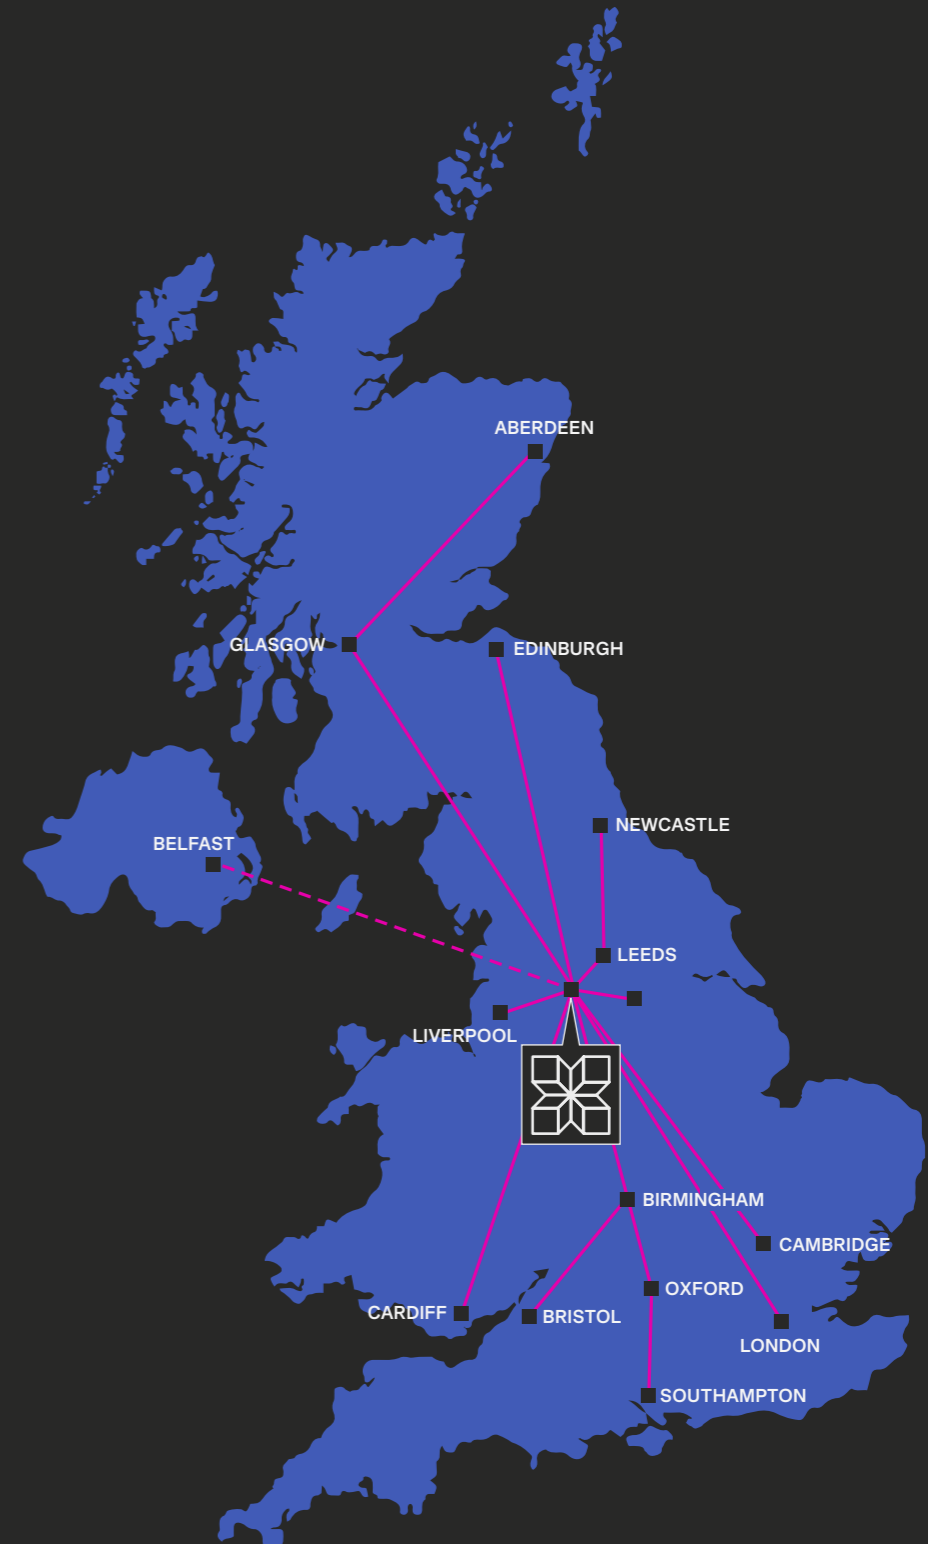 ABERDEEN
GLASGOW
EDINBURGH
NEWCASTLE
BELFAST
LEEDS
LIVERPOOL
BIRMINGHAM
CAMBRIDGE
OXFORD
CARDIFF
BRISTOL
LONDON
SOUTHAMPTON